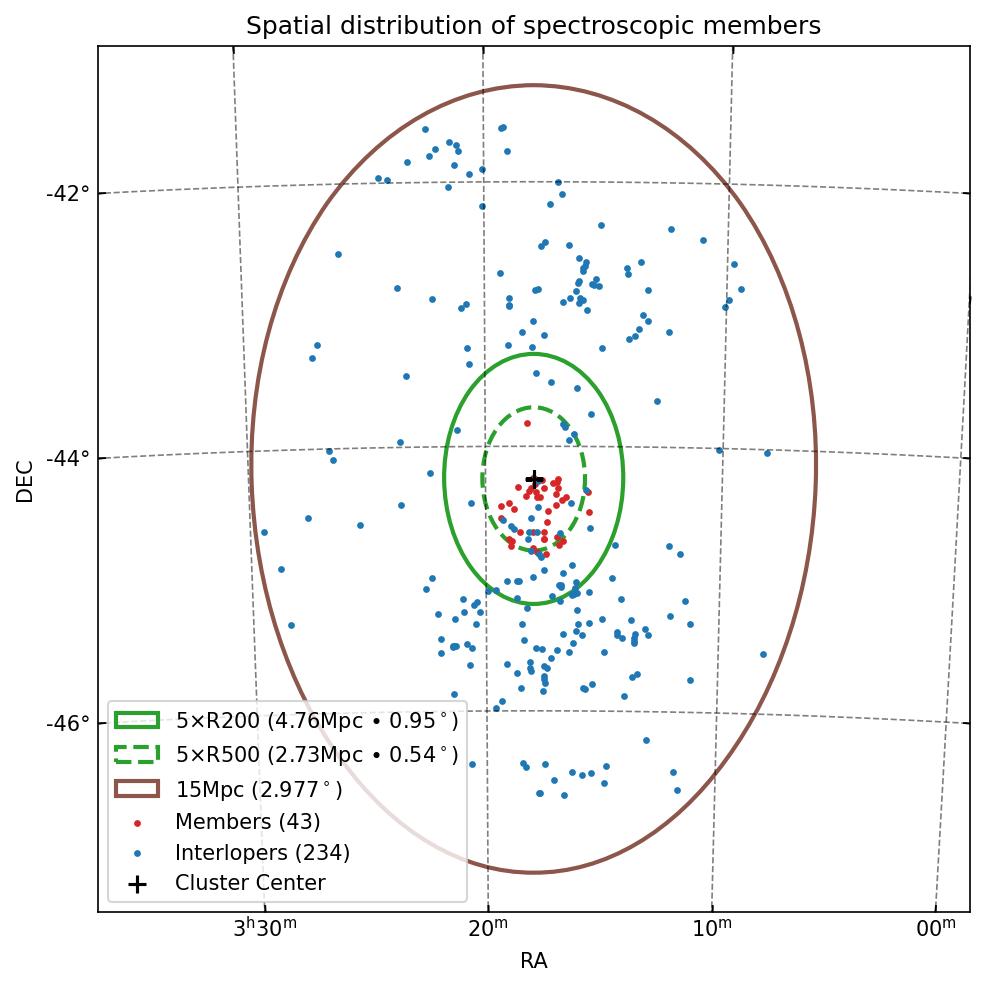 Spatial distribution of spectroscopic members
-42°
-44°
-46°
DEC
5×R200 (4.76Mpc • 0.95°)
5×R500 (2.73Mpc • 0.54°)
15Mpc (2.977°)
Members (43)
Interlopers (234)
Cluster Center
3ʰ30ᵐ 20ᵐ 10ᵐ 00ᵐ
RA